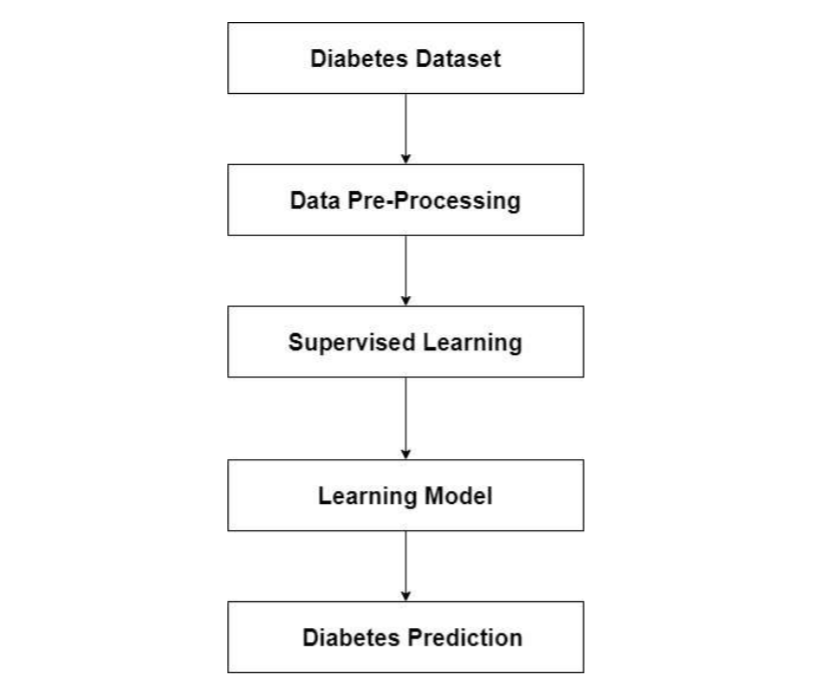 Diabetes Dataset
Data Pre-Processing
Supervised Learning
Learning Model
Diabetes Prediction